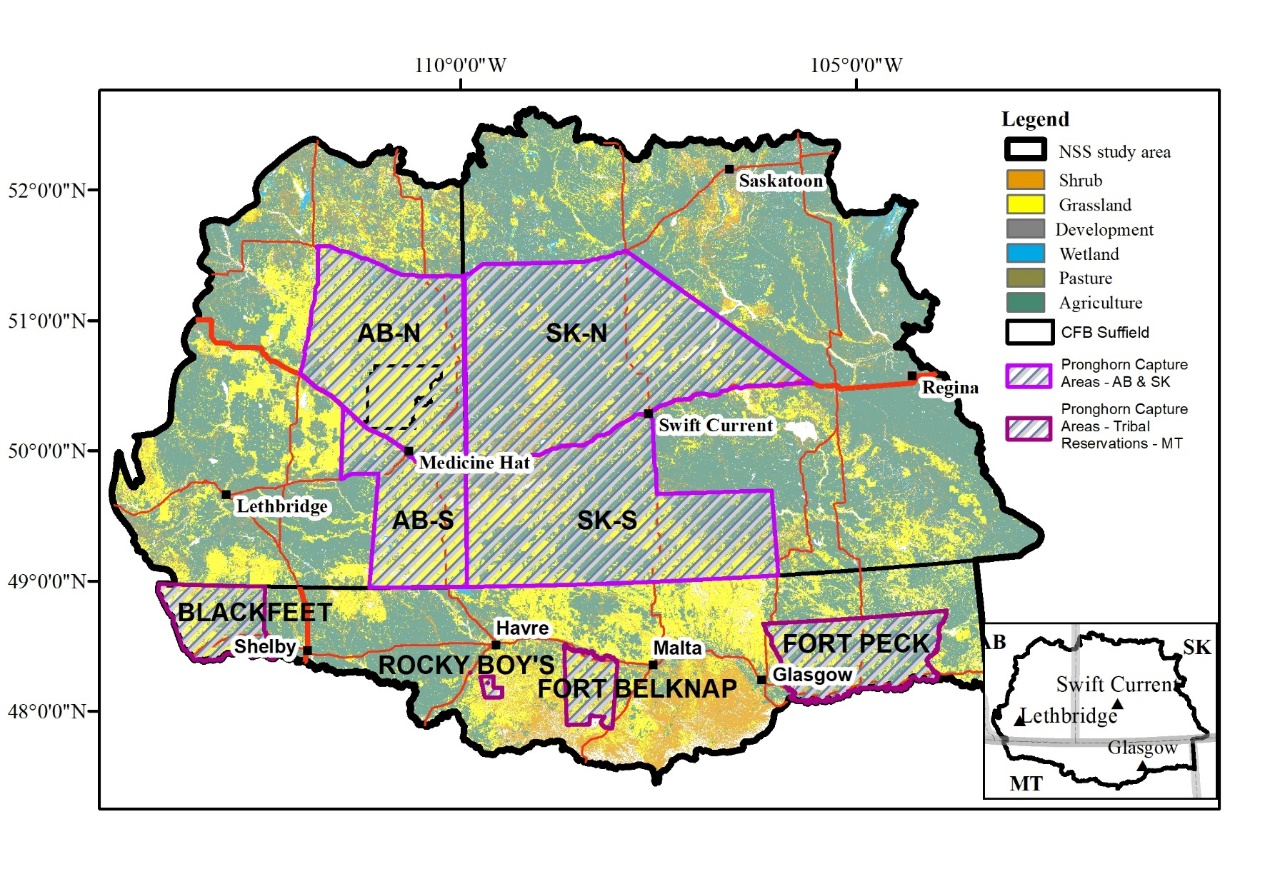 110°0'0"W
105°0'0"W
52°0'0"N
51°0'0"N
50°0'0"N
49°0'0"N
48°0'0"N
Legend
NSS study area
Shrub
Grassland
Development
Wetland
Pasture
Agriculture
CFB Suffield
Pronghorn Capture
Areas - AB & SK
Pronghorn Capture
Areas - Tribal
Reservations - MT
Saskatoon
AB-N
SK-N
Regina
Swift Current
Medicine Hat
Lethbridge
AB-S
SK-S
BLACKFEET
Shelby
Havre
ROCKY BOY'S
Malta
FORT BELKNAP
FORT PECK
Glasgow
AB
SK
Swift Curren
Lethbridge
Glasgow
MT